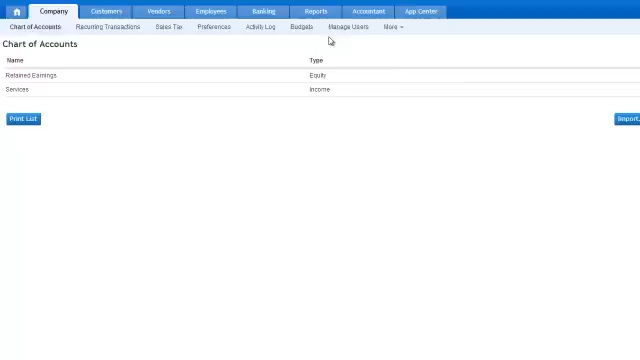 Company Customers Vendors Employees Banking Reports Accountant App Center
Chart of Accounts Recurring Transactions Sales Tax Preferences Activity Log Budgets Manage Users More
Chart of Accounts
Name Type
Retained Earnings Equity
Services Income
Print List Import.